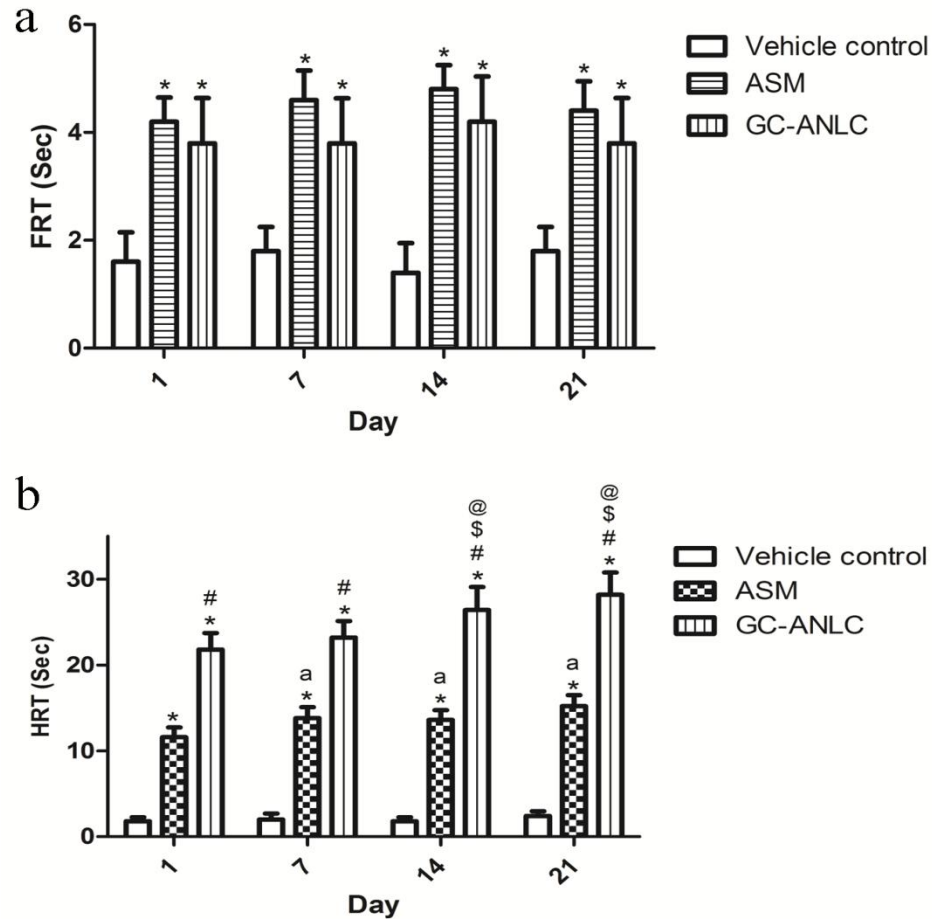 a
6
4
2
0
FRT (Sec)
* * * * * * * *
1 7 14 21
Day
Vehicle control
ASM
GC-ANLC
b
30
20
10
0
HRT (Sec)
*
#
*
a
*
#
*
a
*
@
$
#
*
a
*
@
$
#
*
1 7 14 21
Day
Vehicle control
ASM
GC-ANLC